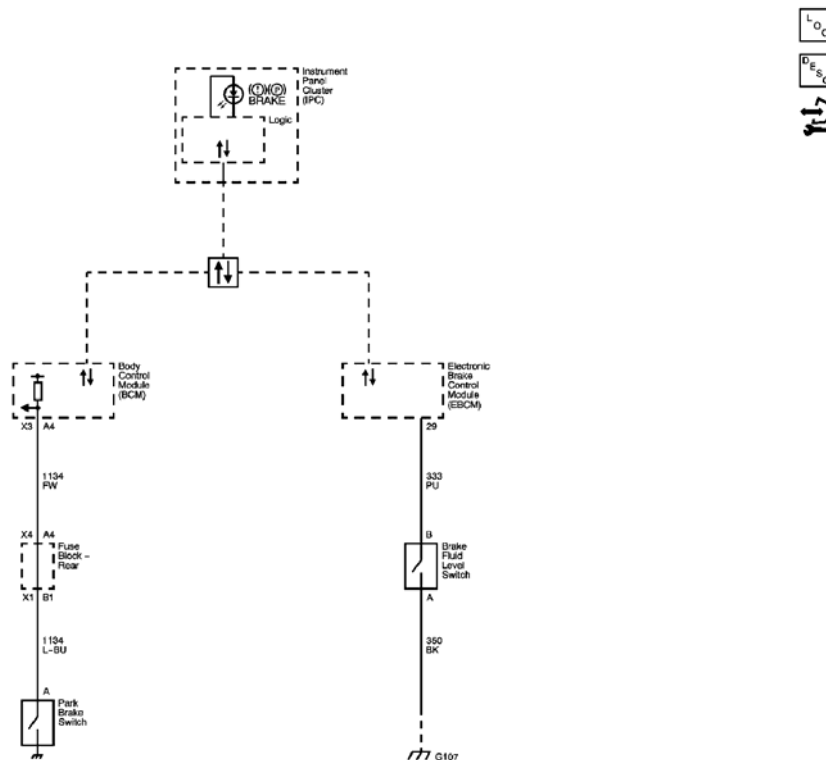 L
O
C
D
E
S
C
Instrument
Panel
Cluster
(IPC)
(!)(P)
BRAKE
Logic
Body
Control
Module
(BCM)
Electronic
Brake
Control
Module
(EBCM)
X3 A4
29
1134
FW
333
PU
X4 A4
B
Fuse
Block –
Rear
Brake
Fluid
Level
Switch
X1 B1
A
1134
L-BU
350
BK
A
Park
Brake
Switch
G107